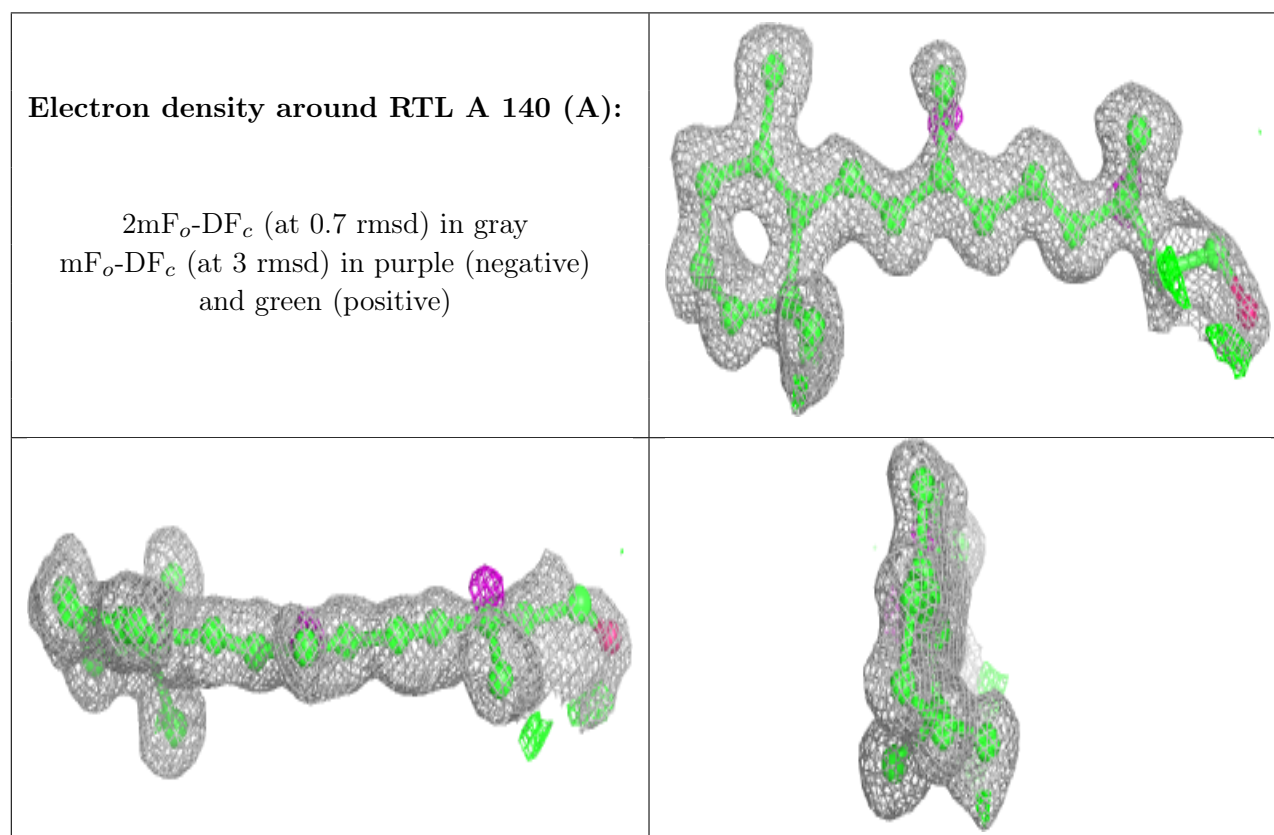 Electron density around RTL A 140 (A):
2mFo-DFc (at 0.7 rmsd) in gray
mFo-DFc (at 3 rmsd) in purple (negative)
and green (positive)